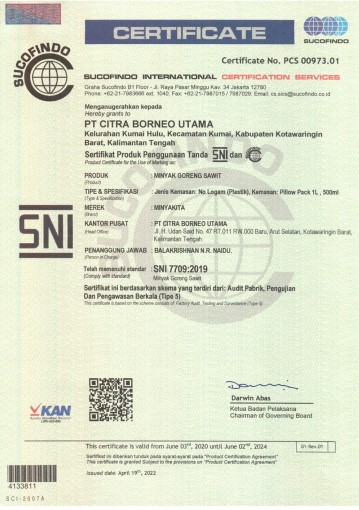 SUCOFINDO
CERTIFICATE
SUCOFINDO
Certificate No. PCS 00973.01
SUCOFINDO INTERNATIONAL CERTIFICATION SERVICES
Graha Sucofindo B1 Floor - Jl. Raya Pasar Minggu Kav. 34 Jakarta 12780
Phone: +62-21-7983666 ext. 1040; Fax: +62-21-7987015 / 7987029; Email: cs.sics@sucofindo.co.id
Menganugerahkan kepada
Hereby grants to
PT CITRA BORNEO UTAMA
Kelurahan Kumai Hulu, Kecamatan Kumai, Kabupaten Kotawaringin
Barat, Kalimantan Tengah
Sertifikat Produk Penggunaan Tanda SNI dan
Product Certificate for the Use of Marking as:
PRODUK : MINYAK GORENG SAWIT
(Product)
TIPE & SPESIFIKASI : Jenis Kemasan: No.Logam (Plastik), Kemasan: Pillow Pack 1L , 500ml
(Type & Specification)
MEREK : MINYAKITA
(Brand)
KANTOR PUSAT : PT CITRA BORNEO UTAMA
(Head Office) Jl. H. Udan Said No. 47 RT.011 RW.000 Baru, Arut Selatan, Kotawaringin Barat,
Kalimantan Tengah
PENANGGUNG JAWAB : BALAKRISHNAN N.R. NAIDU.
(Person in Charge)
Telah memenuhi standar : SNI 7709:2019
(Comply with standard) Minyak Goreng Sawit
Sertifikat ini berdasarkan skema yang terdiri dari: Audit Pabrik, Pengujian
Dan Pengawasan Berkala (Tipe 5)
This certificate is based on the scheme consists of: Factory Audit, Testing and Surveillance (Type 5)
SNI
KAN
Darwin Abas
Ketua Badan Pelaksana
Chairman of Governing Board
This certificate is valid from June 03rd, 2020 until June 02nd, 2024
01-Rev.01
Sertifikat ini diberikan tunduk pada syarat-syarat pada "Product Certification Agreement"
This certificate is granted Subject to the provisions on "Product Certification Agreement"
Issued date: April 19th, 2022
4133811
SCI-2007A